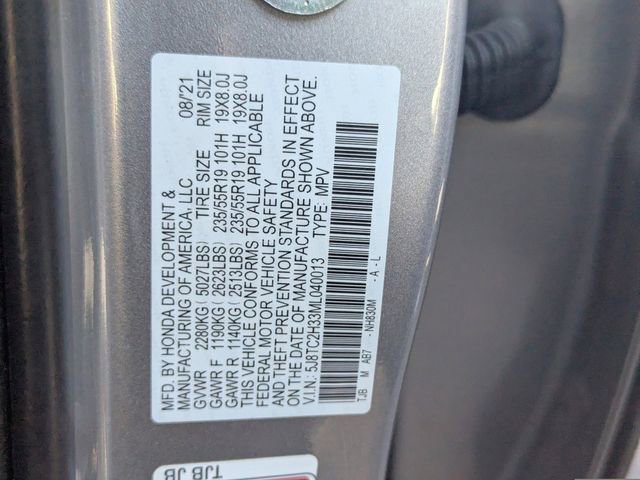 MFD. BY HONDA DEVELOPMENT & 08/'21
MANUFACTURING OF AMERICA, LLC
GVWR 2280KG ( 5027LBS) TIRE SIZE RIM SIZE
GAWR F 1190KG ( 2623LBS) 235/55R19 101H 19X8.0J
GAWR R 1140KG ( 2513LBS) 235/55R19 101H 19X8.0J
THIS VEHICLE CONFORMS TO ALL APPLICABLE
FEDERAL MOTOR VEHICLE SAFETY
AND THEFT PREVENTION STANDARDS IN EFFECT
ON THE DATE OF MANUFACTURE SHOWN ABOVE.
V.I.N: 5J8TC2H33ML040013 TYPE: MPV
TJB M AB7 - NH830M - A - L
TJB JB